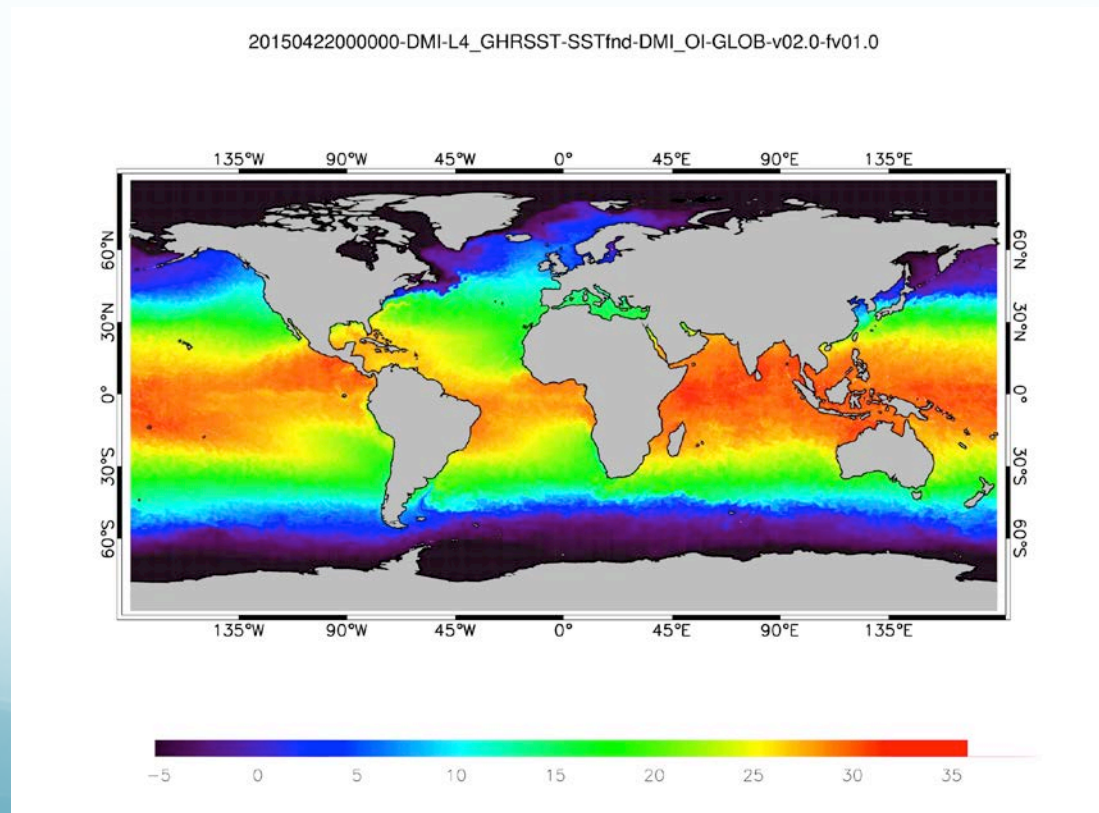 20150422000000-DMI-L4_GHRSST-SSTfnd-DMI_OI-GLOB-v02.0-fv01.0
135°W 90°W 45°W 0° 45°E 90°E 135°E
60°N 60°N
30°N 30°N
0° 0°
30°S 30°S
60°S 60°S
135°W 90°W 45°W 0° 45°E 90°E 135°E
-5 0 5 10 15 20 25 30 35